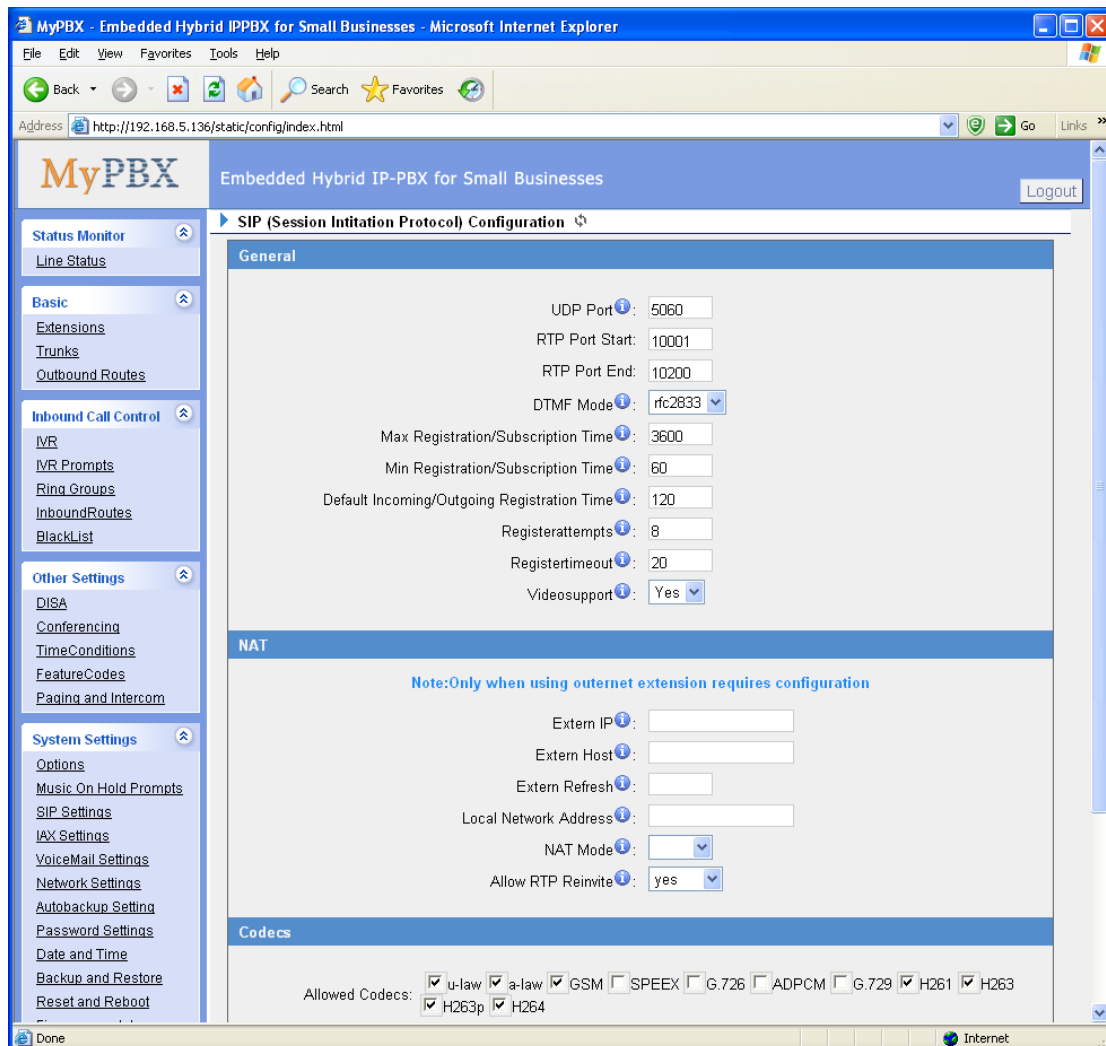 MyPBX - Embedded Hybrid IPPBX for Small Businesses - Microsoft Internet Explorer
File Edit View Favorites Tools Help
Back Search Favorites
Address http://192.168.5.136/static/config/index.html Go Links »
MyPBX
Embedded Hybrid IP-PBX for Small Businesses
Logout
Status Monitor
Line Status
Basic
Extensions
Trunks
Outbound Routes
Inbound Call Control
IVR
IVR Prompts
Ring Groups
InboundRoutes
BlackList
Other Settings
DISA
Conferencing
TimeConditions
FeatureCodes
Paging and Intercom
System Settings
Options
Music On Hold Prompts
SIP Settings
IAX Settings
VoiceMail Settings
Network Settings
Autobackup Setting
Password Settings
Date and Time
Backup and Restore
Reset and Reboot
SIP (Session Intitation Protocol) Configuration
General
UDP Port: 5060
RTP Port Start: 10001
RTP Port End: 10200
DTMF Mode: rfc2833
Max Registration/Subscription Time: 3600
Min Registration/Subscription Time: 60
Default Incoming/Outgoing Registration Time: 120
Registerattempts: 8
Registertimeout: 20
Videosupport: Yes
NAT
Note:Only when using outernet extension requires configuration
Extern IP:
Extern Host:
Extern Refresh:
Local Network Address:
NAT Mode:
Allow RTP Reinvite: yes
Codecs
Allowed Codecs: u-law a-law GSM SPEEX G.726 ADPCM G.729 H261 H263
H263p H264
Done Internet